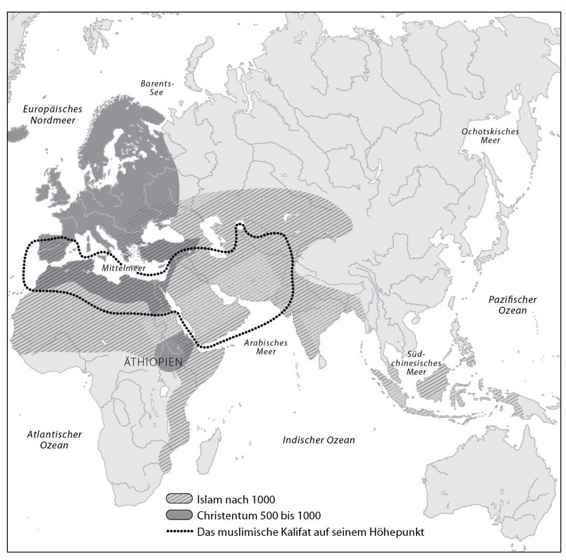 Barents-
See
Europäisches
Nordmeer
Ochotskisches
Meer
Mittelmeer
Pazifischer
Ozean
Arabisches
Meer
Süd-
chinesisches
Meer
ÄTHIOPIEN
Atlantischer
Ozean
Indischer Ozean
Islam nach 1000
Christentum 500 bis 1000
Das muslimische Kalifat auf seinem Höhepunkt